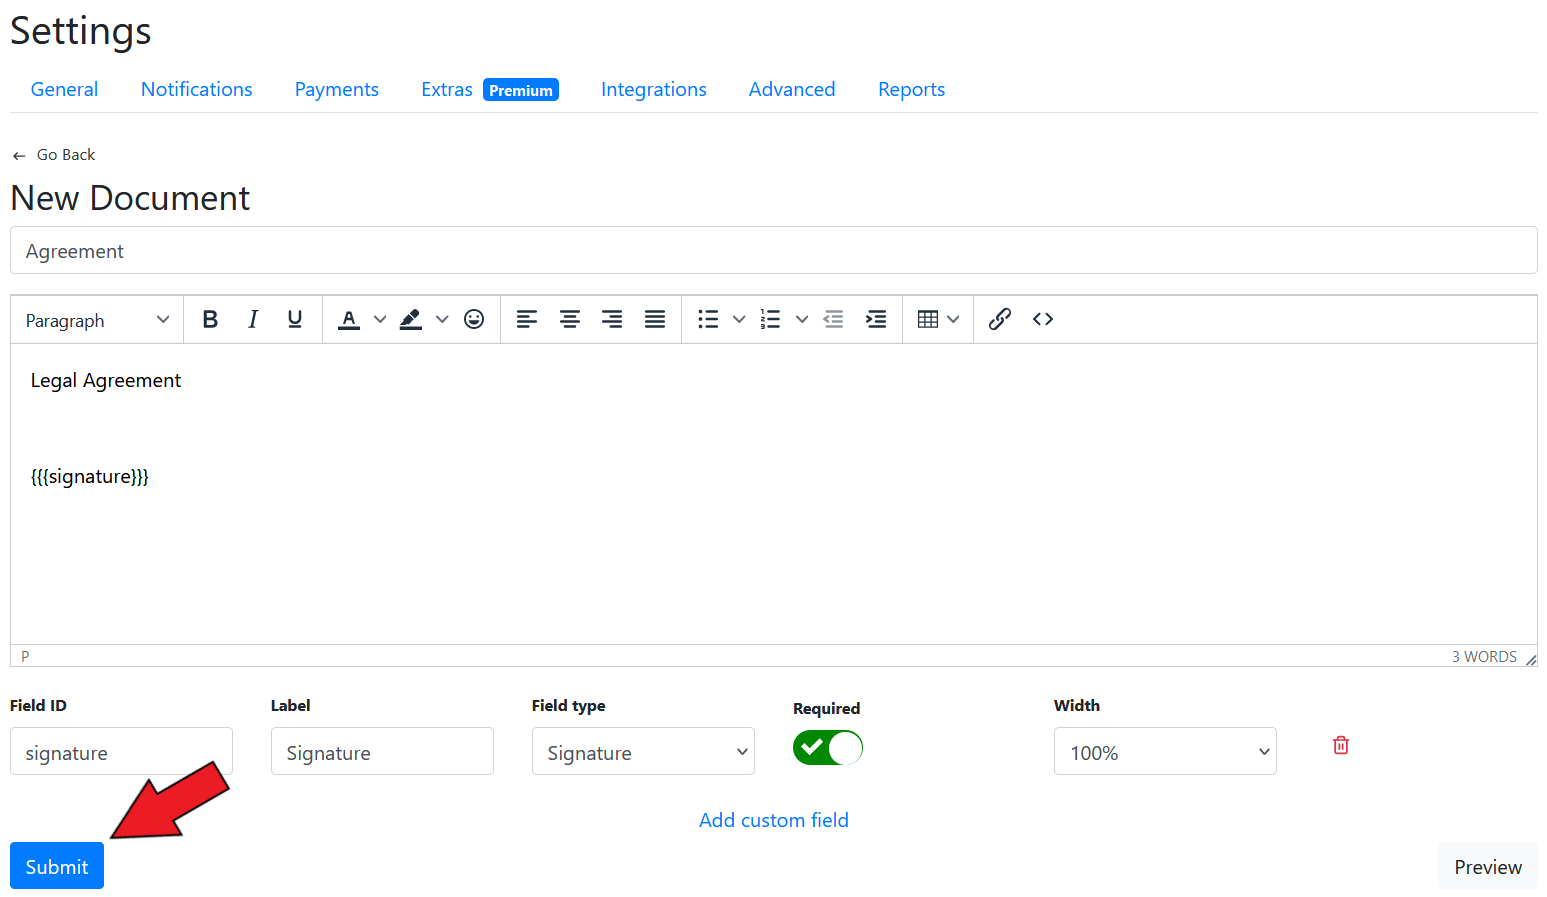 Settings
General Notifications Payments Extras Premium Integrations Advanced Reports
← Go Back
New Document
Agreement
Paragraph B I U A
Legal Agreement
{{{signature}}}
P 3 WORDS
Field ID Label Field type Required Width
signature Signature Signature 100%
Add custom field
Submit Preview